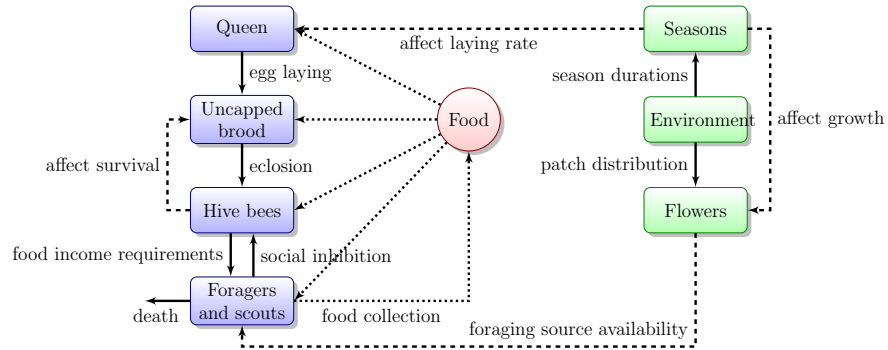 Queen
Seasons
affect laying rate
egg laying
season durations
Uncapped
brood
Food
Environment
affect growth
affect survival
eclosion
patch distribution
Hive bees
Flowers
food income requirements
social inhibition
Foragers
and scouts
death
food collection
foraging source availability